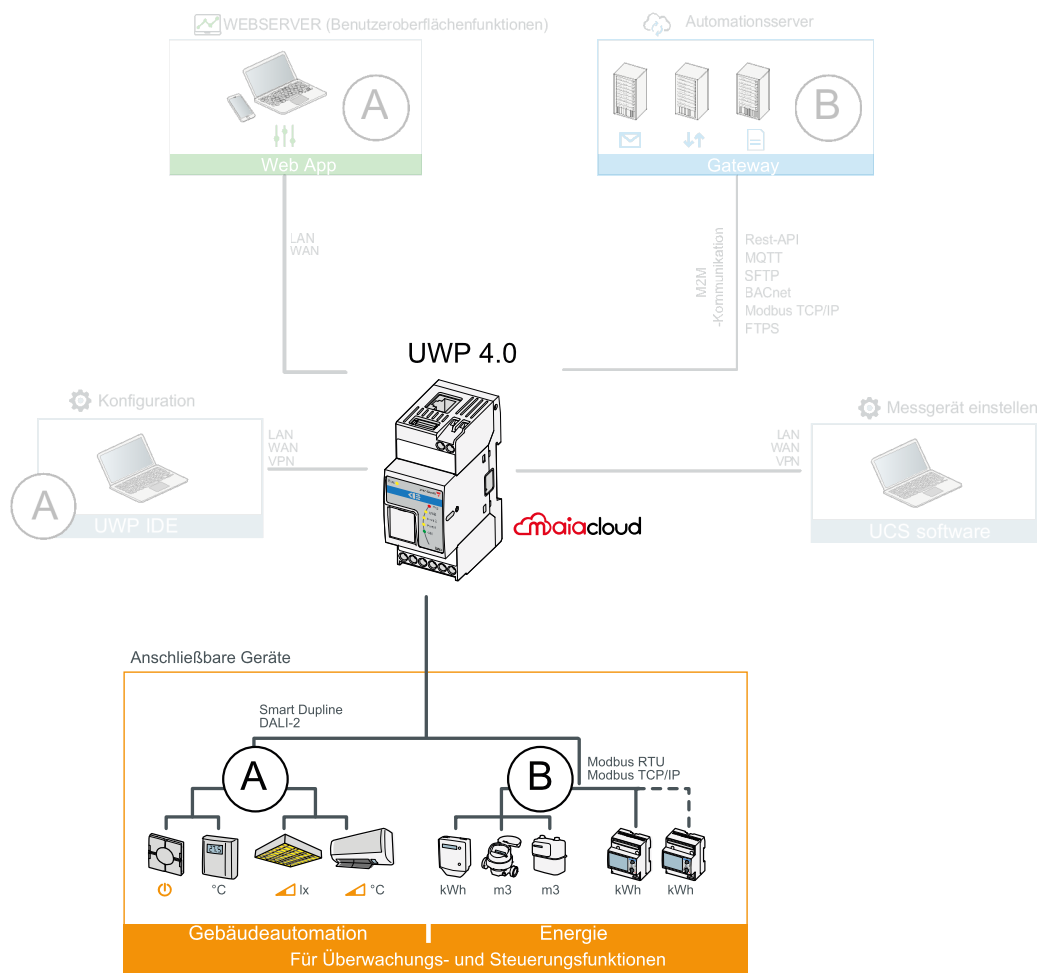 WEBSERVER (Benutzeroberflächenfunktionen)
Automationsserver
A
B
Web App
Gateway
LAN
WAN
M2M
-Kommunikation
Rest-API
MQTT
SFTP
BACnet
Modbus TCP/IP
FTPS
UWP 4.0
Konfiguration
LAN
WAN
VPN
A
UWP IDE
Messgerät einstellen
LAN
WAN
VPN
UCS software
maiacloud
Anschließbare Geräte
Smart Dupline
DALI-2
A
B
Modbus RTU
Modbus TCP/IP
°C
lx
°C
kWh
m3
m3
kWh
kWh
Gebäudeautomation
Energie
Für Überwachungs- und Steuerungsfunktionen